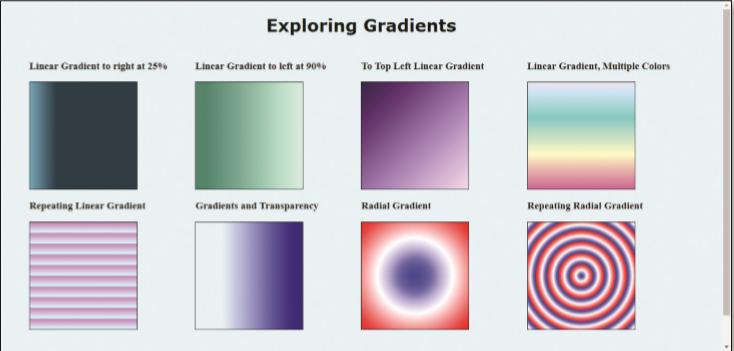 Exploring Gradients
Linear Gradient to right at 25%
Linear Gradient to left at 90%
To Top Left Linear Gradient
Linear Gradient, Multiple Colors
Repeating Linear Gradient
Gradients and Transparency
Radial Gradient
Repeating Radial Gradient